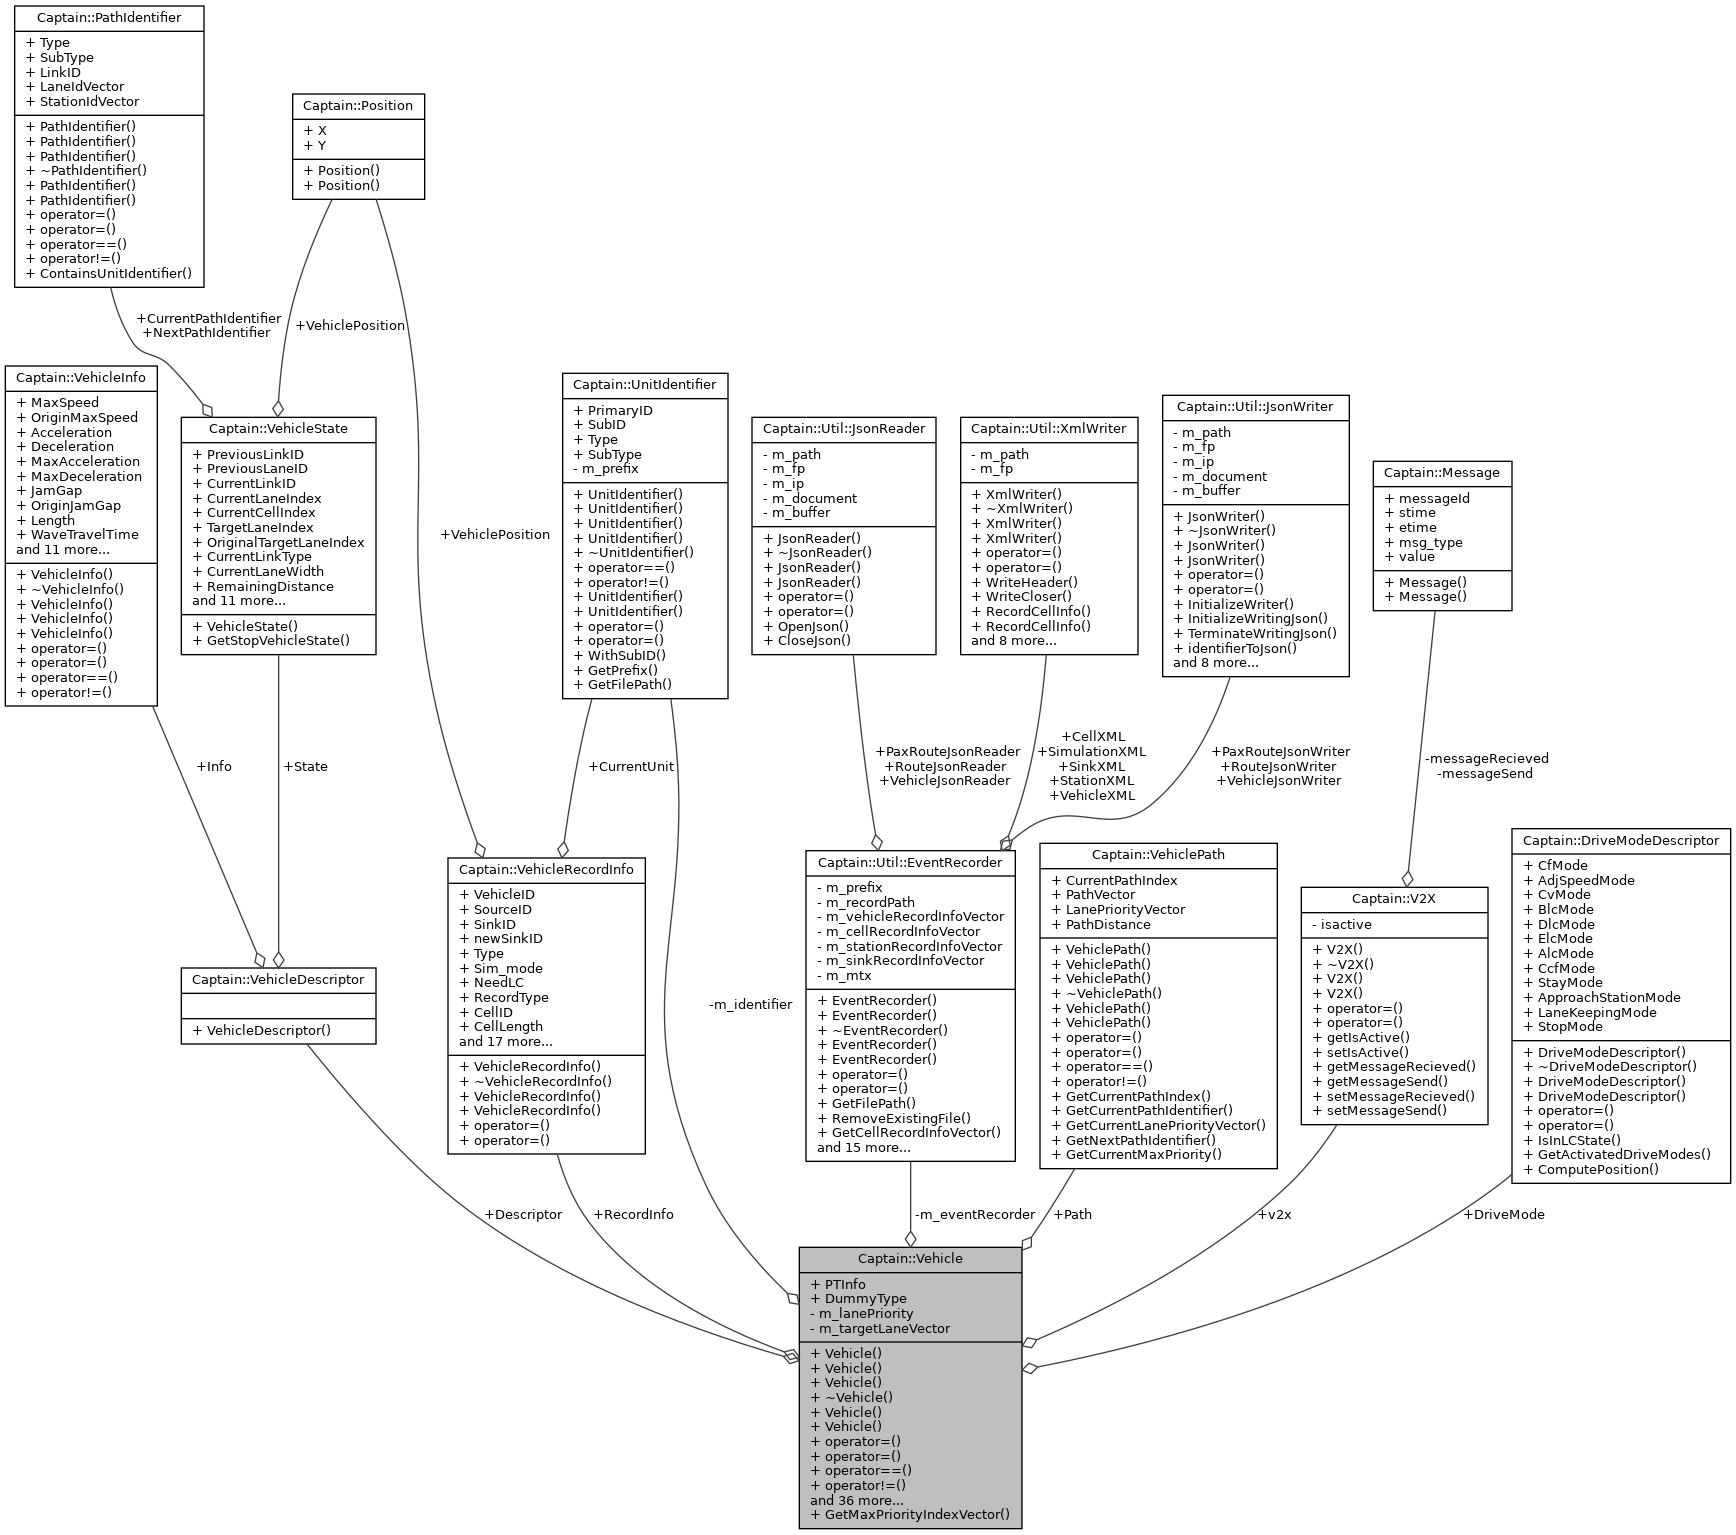 Captain::PathIdentifier
+ Type
+ SubType
+ LinkID
+ LaneIdVector
+ StationIdVector
+ PathIdentifier()
+ PathIdentifier()
+ PathIdentifier()
+ ~PathIdentifier()
+ PathIdentifier()
+ PathIdentifier()
+ operator=()
+ operator=()
+ operator==()
+ operator!=()
+ ContainsUnitIdentifier()
Captain::Position
+ X
+ Y
+ Position()
+ Position()
+CurrentPathIdentifier
+NextPathIdentifier
+VehiclePosition
Captain::VehicleInfo
+ MaxSpeed
+ OriginMaxSpeed
+ Acceleration
+ Deceleration
+ MaxAcceleration
+ MaxDeceleration
+ JamGap
+ OriginJamGap
+ Length
+ WaveTravelTime
and 11 more...
+ VehicleInfo()
+ ~VehicleInfo()
+ VehicleInfo()
+ VehicleInfo()
+ VehicleInfo()
+ operator=()
+ operator=()
+ operator==()
+ operator!=()
Captain::VehicleState
+ PreviousLinkID
+ PreviousLaneID
+ CurrentLinkID
+ CurrentLaneIndex
+ CurrentCellIndex
+ TargetLaneIndex
+ OriginalTargetLaneIndex
+ CurrentLinkType
+ CurrentLaneWidth
+ RemainingDistance
and 11 more...
+ VehicleState()
+ GetStopVehicleState()
+VehiclePosition
Captain::UnitIdentifier
+ PrimaryID
+ SubID
+ Type
+ SubType
- m_prefix
+ UnitIdentifier()
+ UnitIdentifier()
+ UnitIdentifier()
+ UnitIdentifier()
+ ~UnitIdentifier()
+ operator==()
+ operator!=()
+ UnitIdentifier()
+ UnitIdentifier()
+ operator=()
+ operator=()
+ WithSubID()
+ GetPrefix()
+ GetFilePath()
Captain::Util::JsonReader
- m_path
- m_fp
- m_ip
- m_document
- m_buffer
+ JsonReader()
+ ~JsonReader()
+ JsonReader()
+ JsonReader()
+ operator=()
+ operator=()
+ OpenJson()
+ CloseJson()
Captain::Util::XmlWriter
- m_path
- m_fp
+ XmlWriter()
+ ~XmlWriter()
+ XmlWriter()
+ XmlWriter()
+ operator=()
+ operator=()
+ WriteHeader()
+ WriteCloser()
+ RecordCellInfo()
+ RecordCellInfo()
and 8 more...
Captain::Util::JsonWriter
- m_path
- m_fp
- m_ip
- m_document
- m_buffer
+ JsonWriter()
+ ~JsonWriter()
+ JsonWriter()
+ JsonWriter()
+ operator=()
+ operator=()
+ InitializeWriter()
+ InitializeWritingJson()
+ TerminateWritingJson()
+ identifierToJson()
and 8 more...
Captain::Message
+ messageId
+ stime
+ etime
+ msg_type
+ value
+ Message()
+ Message()
+Info
+State
+CurrentUnit
+PaxRouteJsonReader
+RouteJsonReader
+VehicleJsonReader
+CellXML
+SimulationXML
+SinkXML
+StationXML
+VehicleXML
+PaxRouteJsonWriter
+RouteJsonWriter
+VehicleJsonWriter
-messageRecieved
-messageSend
Captain::VehicleDescriptor
+ VehicleDescriptor()
Captain::VehicleRecordInfo
+ VehicleID
+ SourceID
+ SinkID
+ newSinkID
+ Type
+ Sim_mode
+ NeedLC
+ RecordType
+ CellID
+ CellLength
and 17 more...
+ VehicleRecordInfo()
+ ~VehicleRecordInfo()
+ VehicleRecordInfo()
+ VehicleRecordInfo()
+ operator=()
+ operator=()
-m_identifier
Captain::Util::EventRecorder
- m_prefix
- m_recordPath
- m_vehicleRecordInfoVector
- m_cellRecordInfoVector
- m_stationRecordInfoVector
- m_sinkRecordInfoVector
- m_mtx
+ EventRecorder()
+ EventRecorder()
+ ~EventRecorder()
+ EventRecorder()
+ EventRecorder()
+ operator=()
+ operator=()
+ GetFilePath()
+ RemoveExistingFile()
+ GetCellRecordInfoVector()
and 15 more...
Captain::VehiclePath
+ CurrentPathIndex
+ PathVector
+ LanePriorityVector
+ PathDistance
+ VehiclePath()
+ VehiclePath()
+ VehiclePath()
+ ~VehiclePath()
+ VehiclePath()
+ VehiclePath()
+ operator=()
+ operator=()
+ operator==()
+ operator!=()
+ GetCurrentPathIndex()
+ GetCurrentPathIdentifier()
+ GetCurrentLanePriorityVector()
+ GetNextPathIdentifier()
+ GetCurrentMaxPriority()
Captain::V2X
- isactive
+ V2X()
+ ~V2X()
+ V2X()
+ V2X()
+ operator=()
+ operator=()
+ getIsActive()
+ setIsActive()
+ getMessageRecieved()
+ getMessageSend()
+ setMessageRecieved()
+ setMessageSend()
Captain::DriveModeDescriptor
+ CfMode
+ AdjSpeedMode
+ CvMode
+ BlcMode
+ DlcMode
+ ElcMode
+ AlcMode
+ CcfMode
+ StayMode
+ ApproachStationMode
+ LaneKeepingMode
+ StopMode
+ DriveModeDescriptor()
+ ~DriveModeDescriptor()
+ DriveModeDescriptor()
+ DriveModeDescriptor()
+ operator=()
+ operator=()
+ IsInLCState()
+ GetActivatedDriveModes()
+ ComputePosition()
+Descriptor
+RecordInfo
-m_eventRecorder
+Path
+v2x
+DriveMode
Captain::Vehicle
+ PTInfo
+ DummyType
- m_lanePriority
- m_targetLaneVector
+ Vehicle()
+ Vehicle()
+ Vehicle()
+ ~Vehicle()
+ Vehicle()
+ Vehicle()
+ operator=()
+ operator=()
+ operator==()
+ operator!=()
and 36 more...
+ GetMaxPriorityIndexVector()